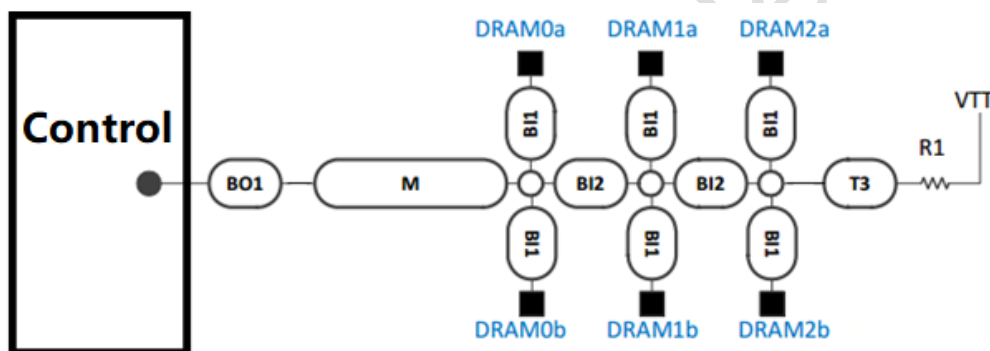 DRAM0a DRAM1a DRAM2a
Control
BI1 BI1 BI1
VTT
R1
BO1 M BI2 BI2 T3
BI1 BI1 BI1
DRAM0b DRAM1b DRAM2b